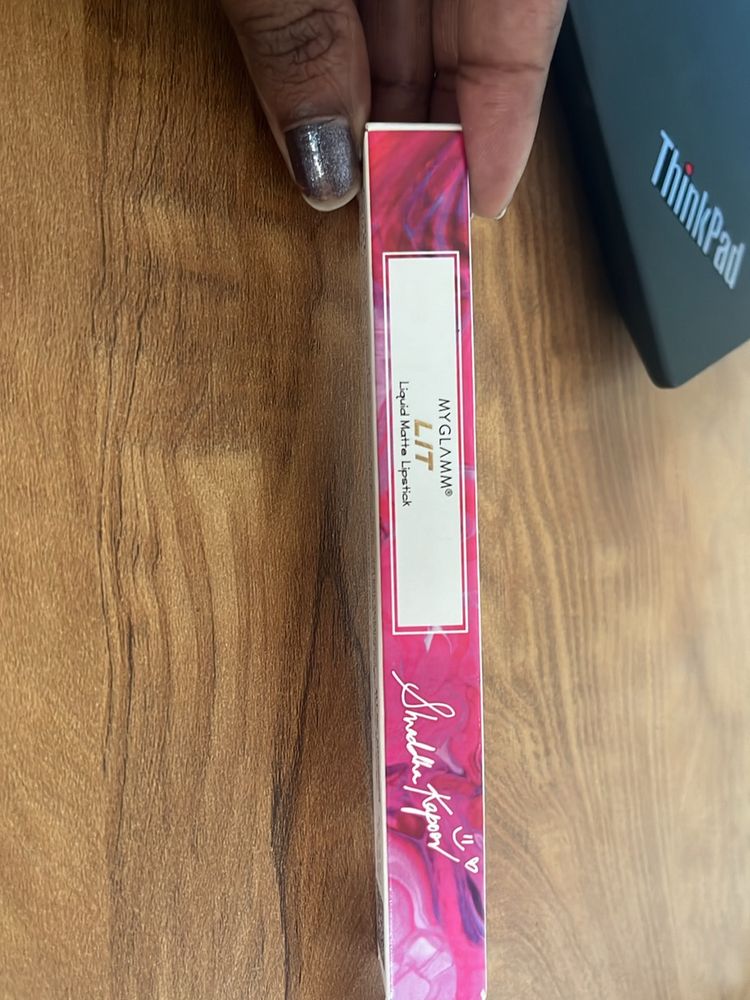 MYGLAMM®
LIT
Liquid Matte Lipstick
Shraddha Kapoor
ThinkPad